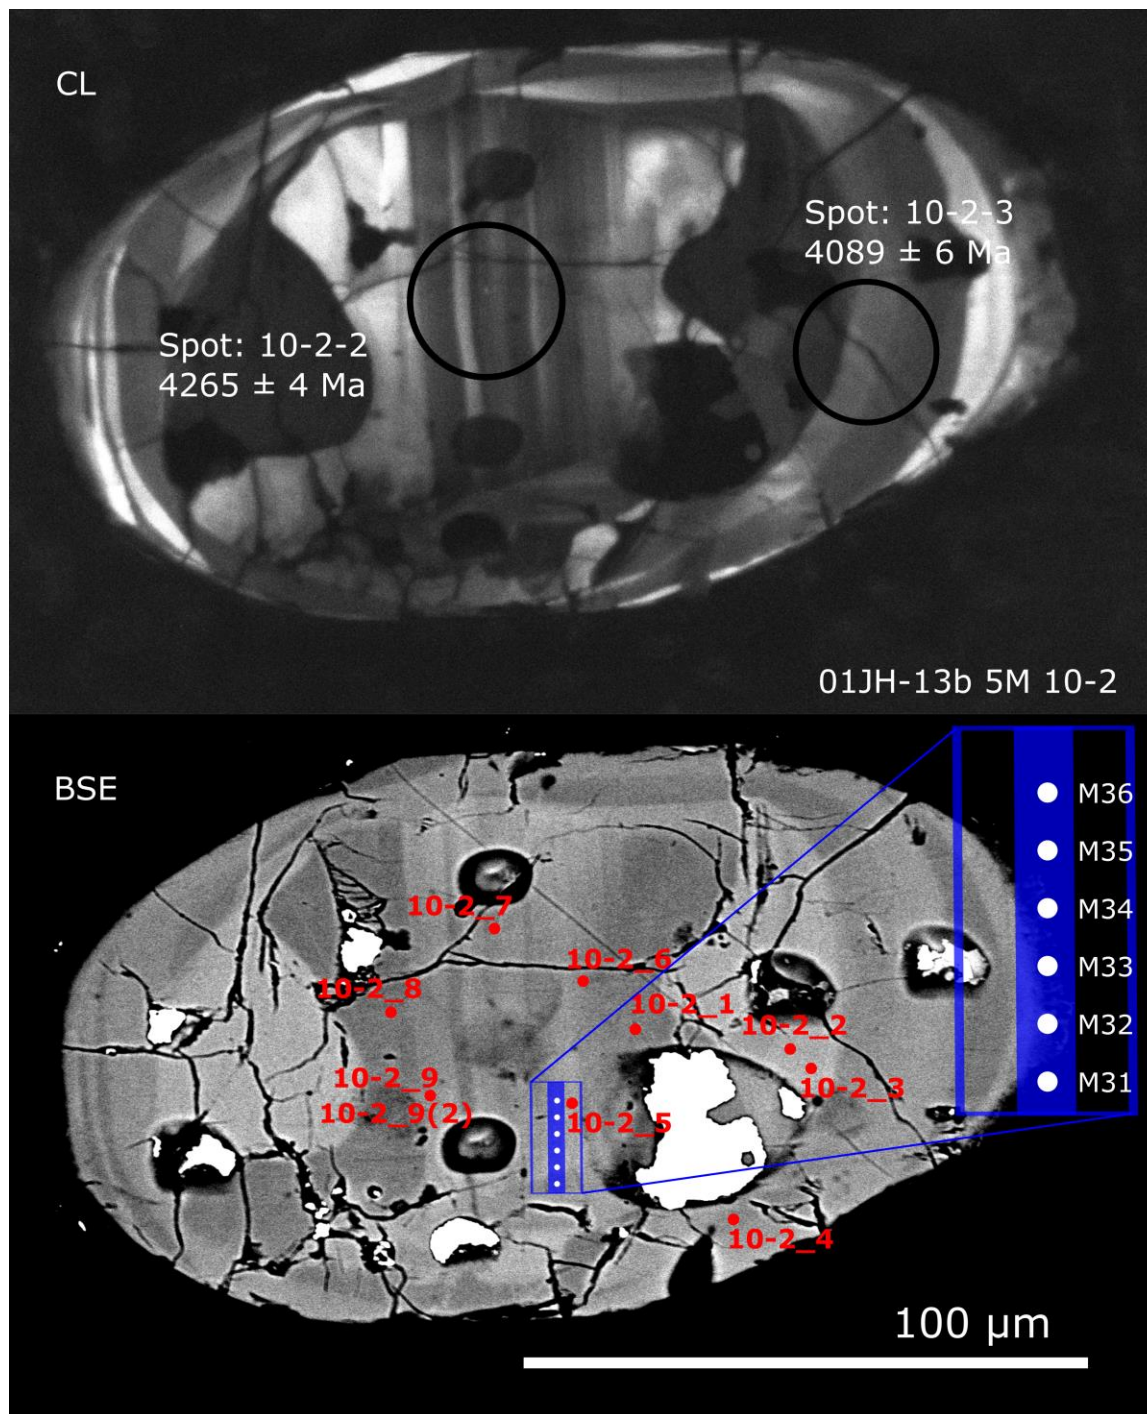 CL
Spot: 10-2-3
4089 ± 6 Ma
Spot: 10-2-2
4265 ± 4 Ma
01JH-13b 5M 10-2
BSE
M36
M35
M34
M33
M32
M31
10-2_7
10-2_6
10-2_8
10-2_1
10-2_2
10-2_9
10-2_3
10-2_9(2)
10-2_5
10-2_4
100 µm